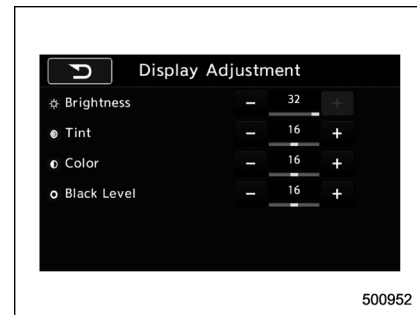 Display Adjustment
Brightness − 32 +
Tint − 16 +
Color − 16 +
Black Level − 16 +
500952